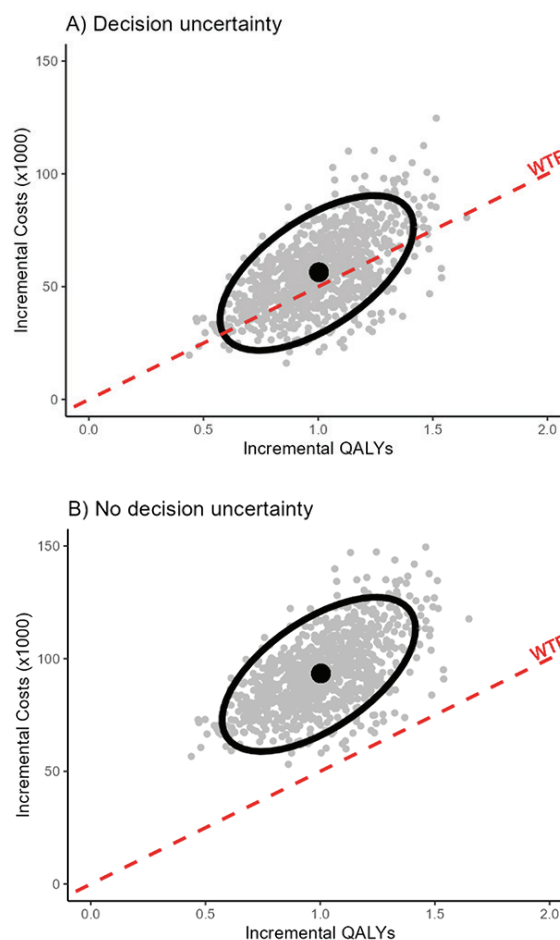 A) Decision uncertainty
150
100
50
0
Incremental Costs (x1000)
WTP
0.0 0.5 1.0 1.5 2.0
Incremental QALYs
B) No decision uncertainty
150
100
50
0
Incremental Costs (x1000)
WTP
0.0 0.5 1.0 1.5 2.0
Incremental QALYs